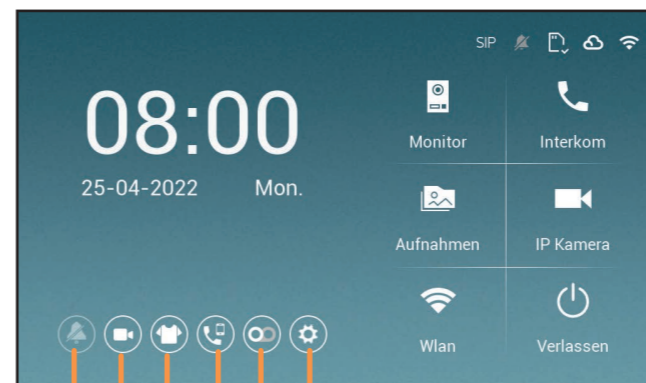 SIP
08:00
25-04-2022 Mon.
Monitor Interkom
Aufnahmen IP Kamera
Wlan Verlassen